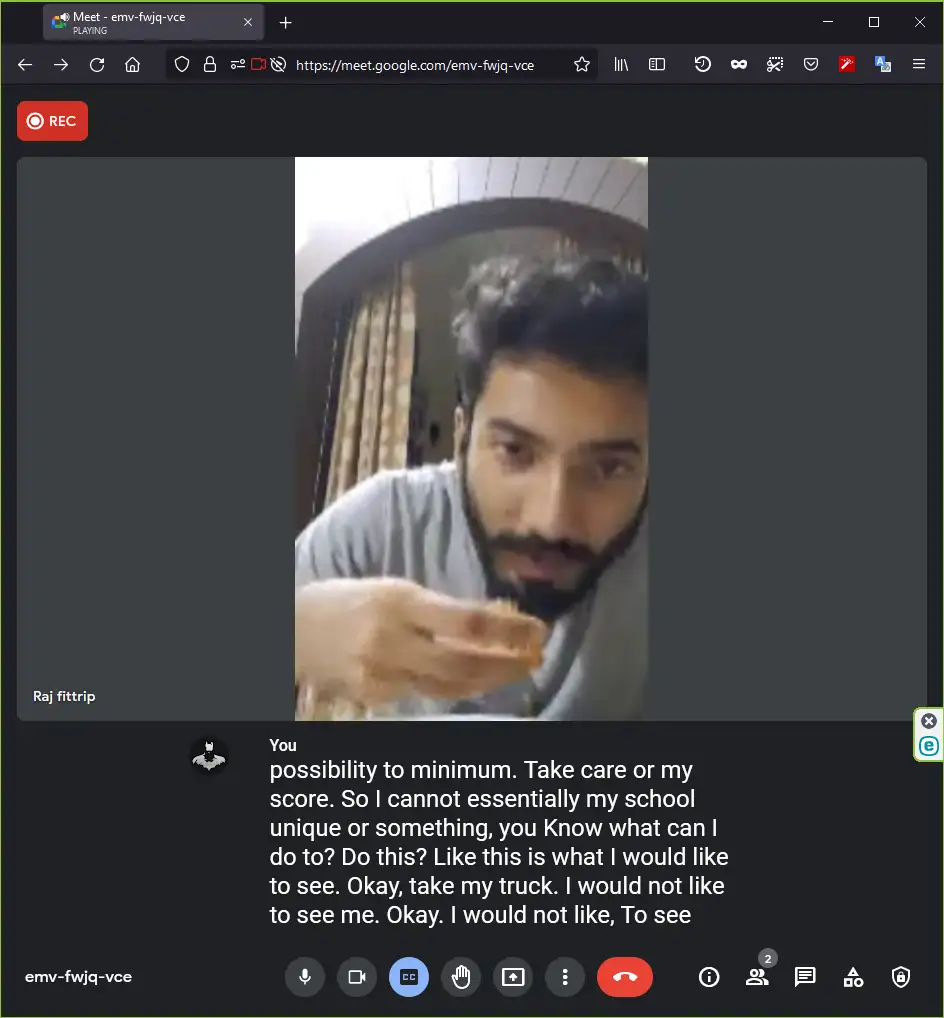 Meet - emv-fwjq-vce
PLAYING
https://meet.google.com/emv-fwjq-vce
REC
Raj fittrip
You
possibility to minimum. Take care or my
score. So I cannot essentially my school
unique or something, you Know what can I
do to? Do this? Like this is what I would like
to see. Okay, take my truck. I would not like
to see me. Okay. I would not like, To see
emv-fwjq-vce
CC
2